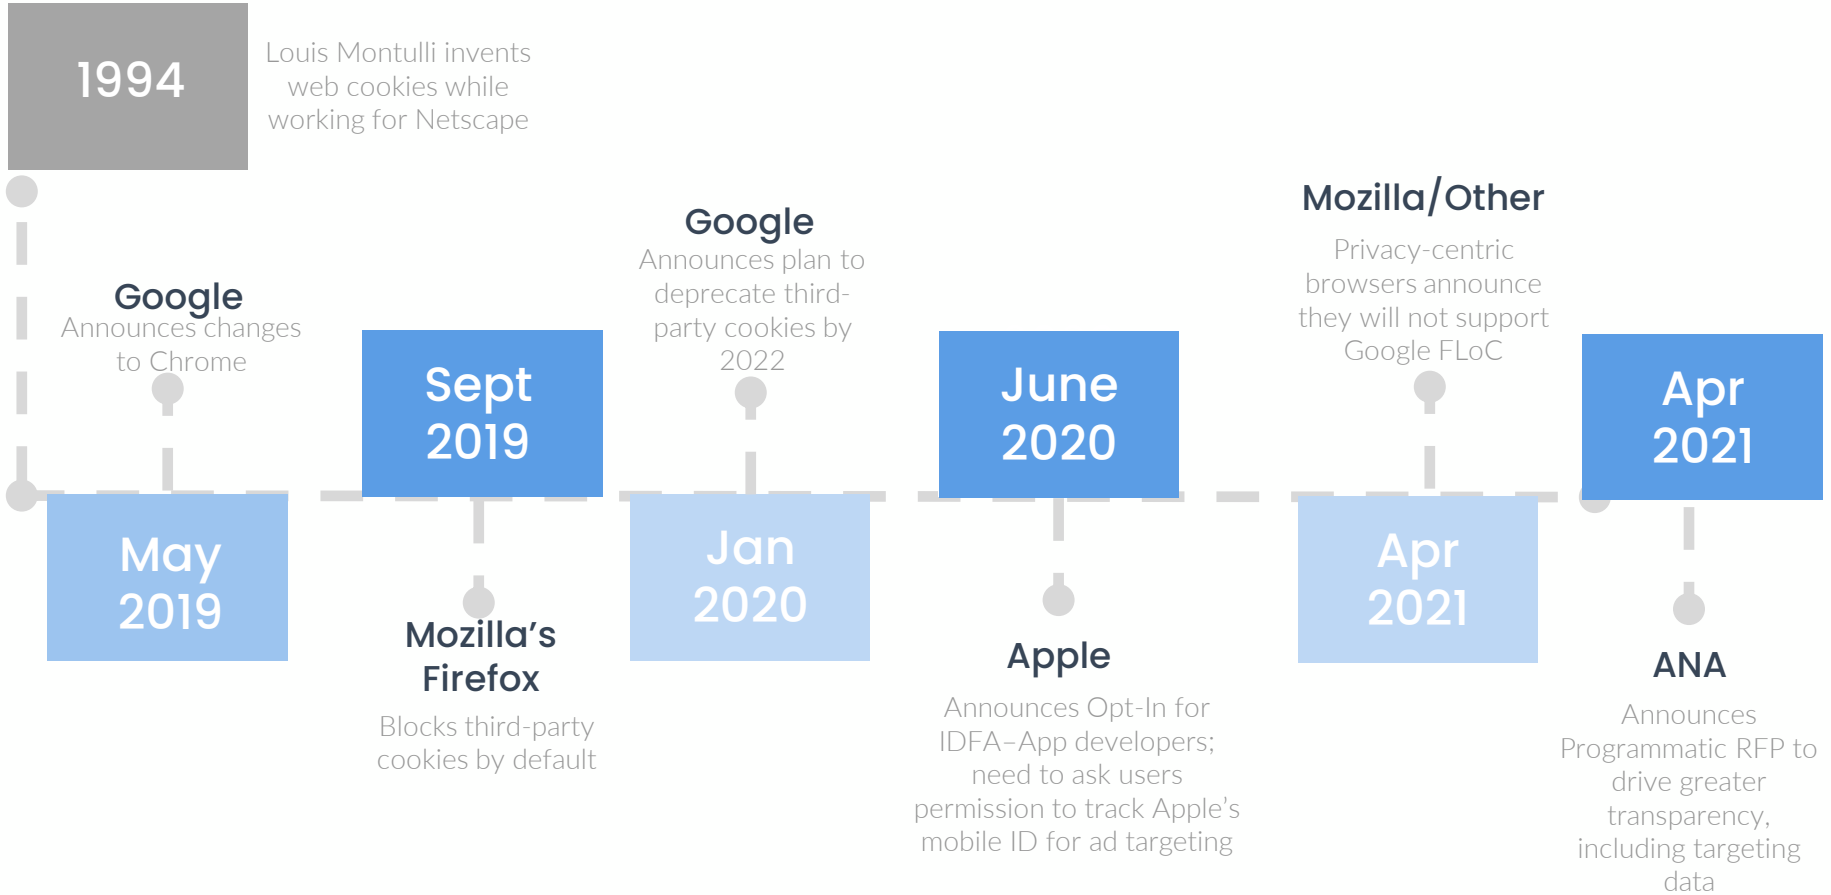 1994
Louis Montulli invents
web cookies while
working for Netscape
Google
Announces changes
to Chrome
May
2019
Sept
2019
Mozilla’s
Firefox
Blocks third-party
cookies by default
Google
Announces plan to
deprecate third-
party cookies by
2022
Jan
2020
June
2020
Apple
Announces Opt-In for
IDFA–App developers;
need to ask users
permission to track Apple’s
mobile ID for ad targeting
Mozilla/Other
Privacy-centric
browsers announce
they will not support
Google FLoC
Apr
2021
Apr
2021
ANA
Announces
Programmatic RFP to
drive greater
transparency,
including targeting
data